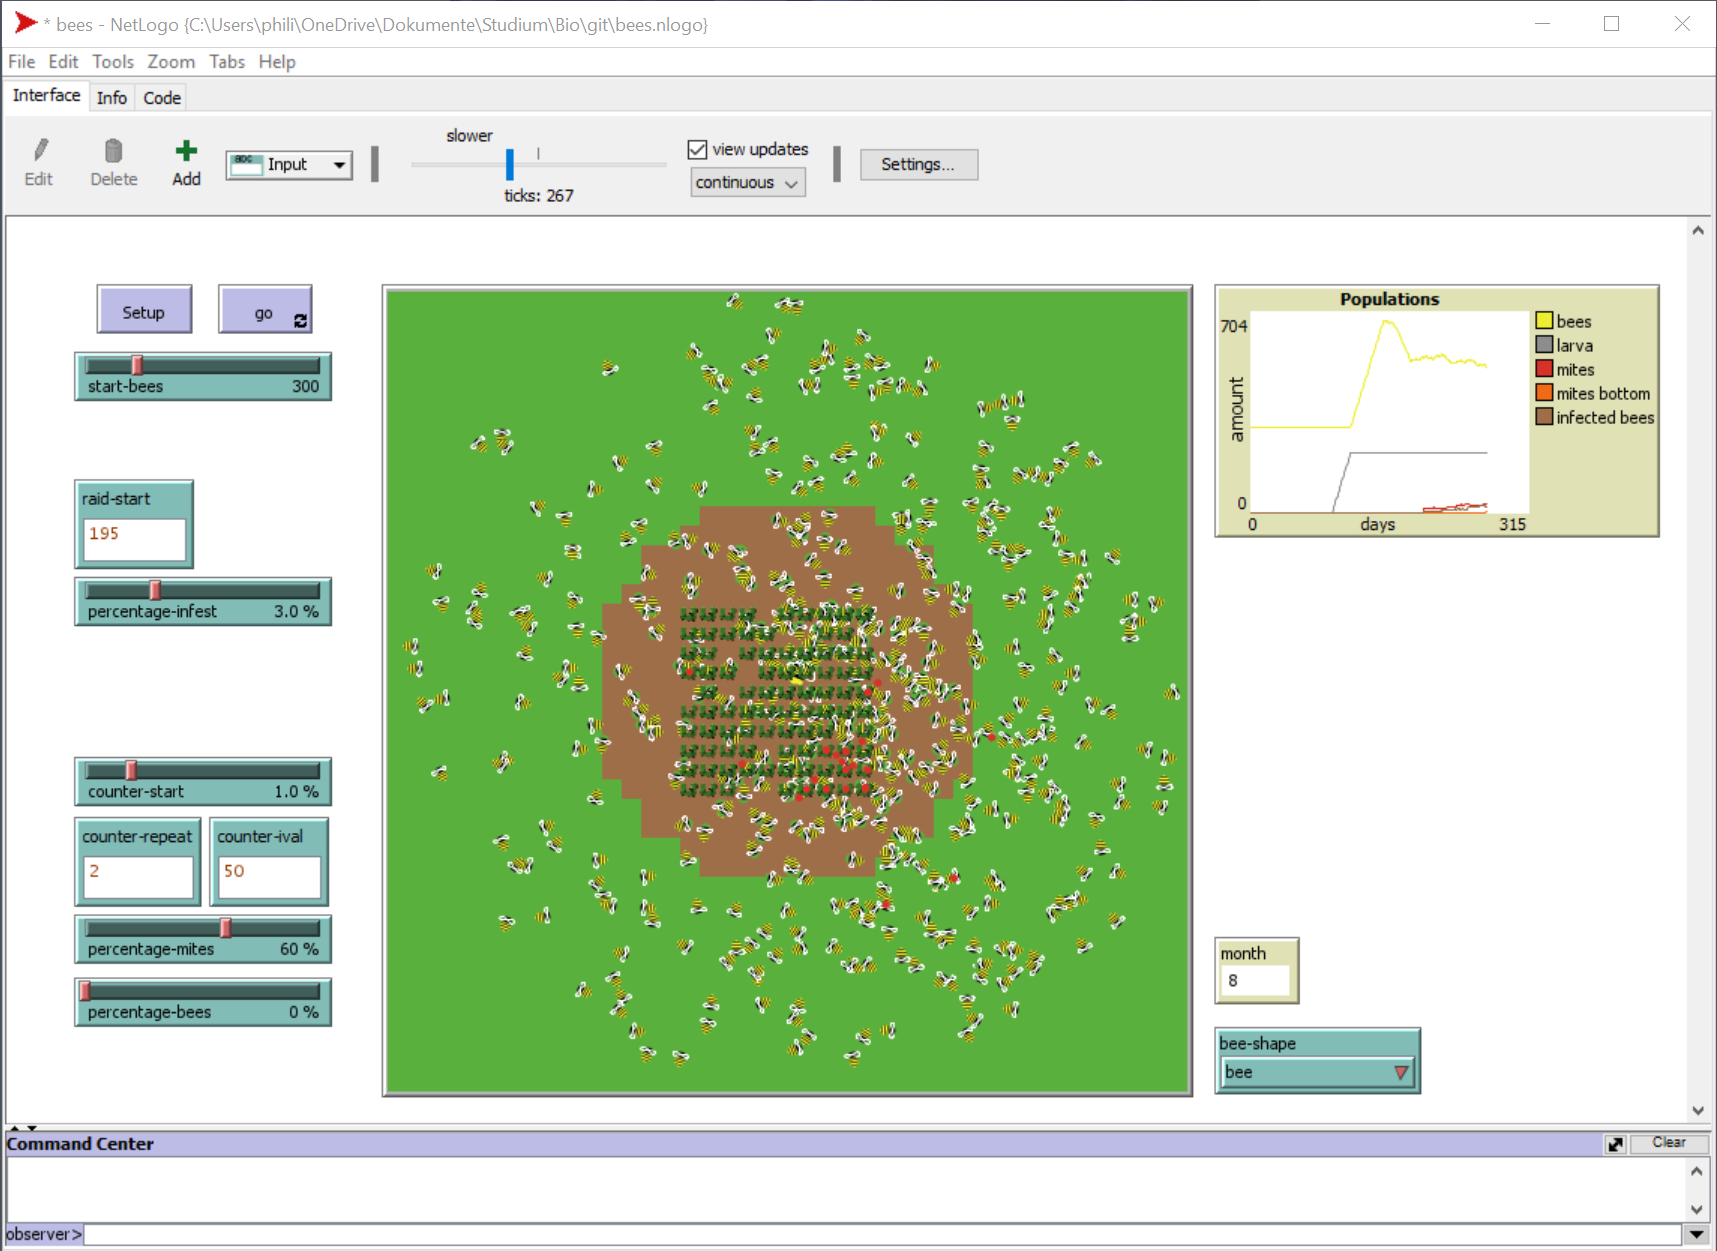 * bees - NetLogo {C:\Users\phili\OneDrive\Dokumente\Studium\Bio\git\bees.nlogo}
File Edit Tools Zoom Tabs Help
Interface Info Code
Edit
Delete
Add
abc Input
slower
ticks: 267
view updates
continuous
Settings...
Setup
go
start-bees 300
raid-start
195
percentage-infest 3.0 %
counter-start 1.0 %
counter-repeat
2
counter-ival
50
percentage-mites 60 %
percentage-bees 0 %
Populations
704
amount
0
0 days 315
bees
larva
mites
mites bottom
infected bees
month
8
bee-shape
bee
Command Center
Clear
observer>